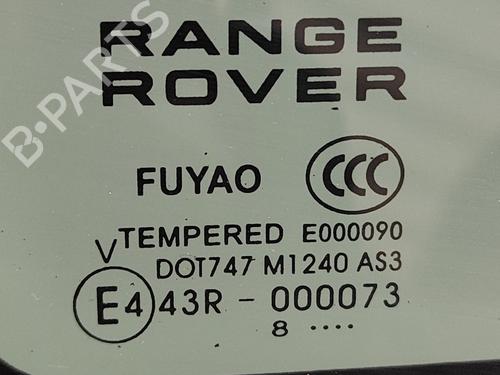 RANGE
ROVER
B-PARTS
FUYAO CCC
V TEMPERED E000090
DOT747 M1240 AS3
E4 43R - 000073
8 ....